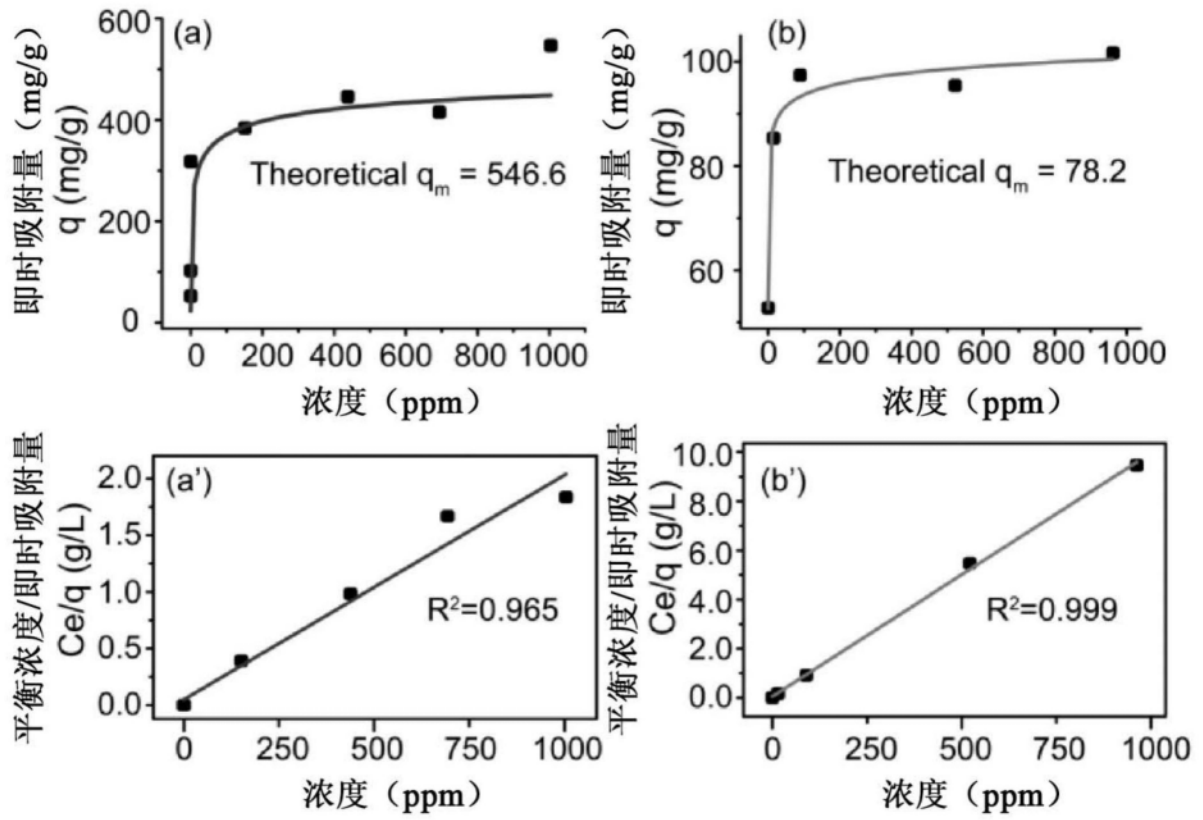 即时吸附量（mg/g）
q (mg/g)
(a)
600
400
200
0
Theoretical qm = 546.6
0 200 400 600 800 1000
浓度（ppm）
即时吸附量（mg/g）
q (mg/g)
(b)
100
80
60
Theoretical qm = 78.2
0 200 400 600 800 1000
浓度（ppm）
平衡浓度/即时吸附量
Ce/q (g/L)
(a')
2.0
1.5
1.0
0.5
0.0
R²=0.965
0 250 500 750 1000
浓度（ppm）
平衡浓度/即时吸附量
Ce/q (g/L)
(b')
10.0
8.0
6.0
4.0
2.0
0.0
R²=0.999
0 250 500 750 1000
浓度（ppm）